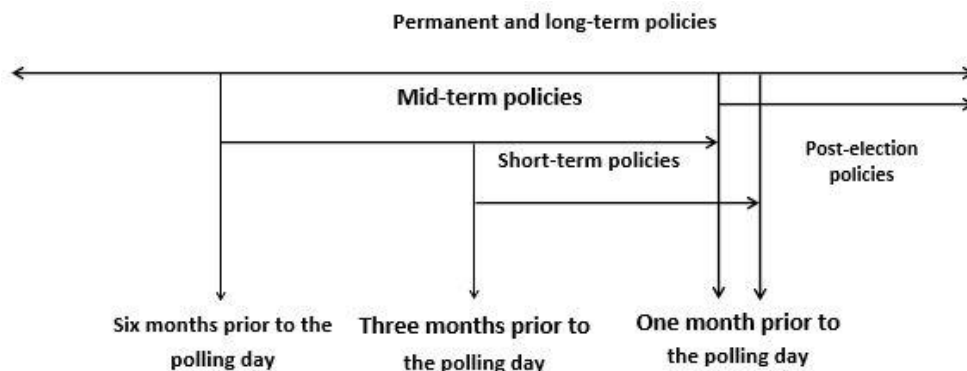 Permanent and long-term policies
Mid-term policies
Short-term policies
Post-election
policies
Six months prior to the
polling day
Three months prior to
the polling day
One month prior to
the polling day